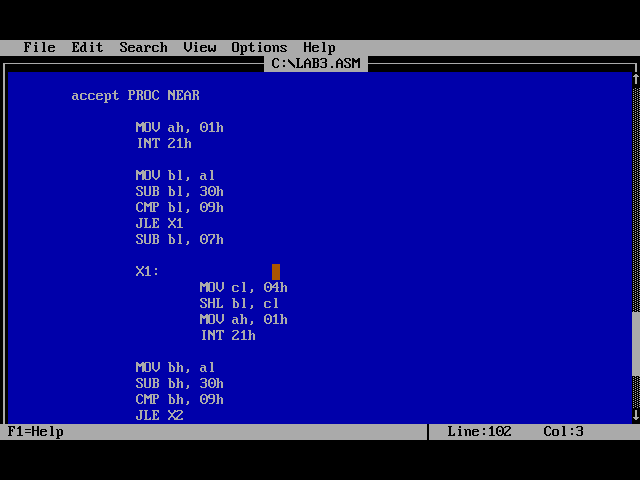 File Edit Search View Options Help
C:\LAB3.ASM
accept PROC NEAR
MOV ah, 01h
INT 21h
MOV bl, al
SUB bl, 30h
CMP bl, 09h
JLE X1
SUB bl, 07h
X1:
MOV cl, 04h
SHL bl, cl
MOV ah, 01h
INT 21h
MOV bh, al
SUB bh, 30h
CMP bh, 09h
JLE X2
F1=Help Line:102 Col:3